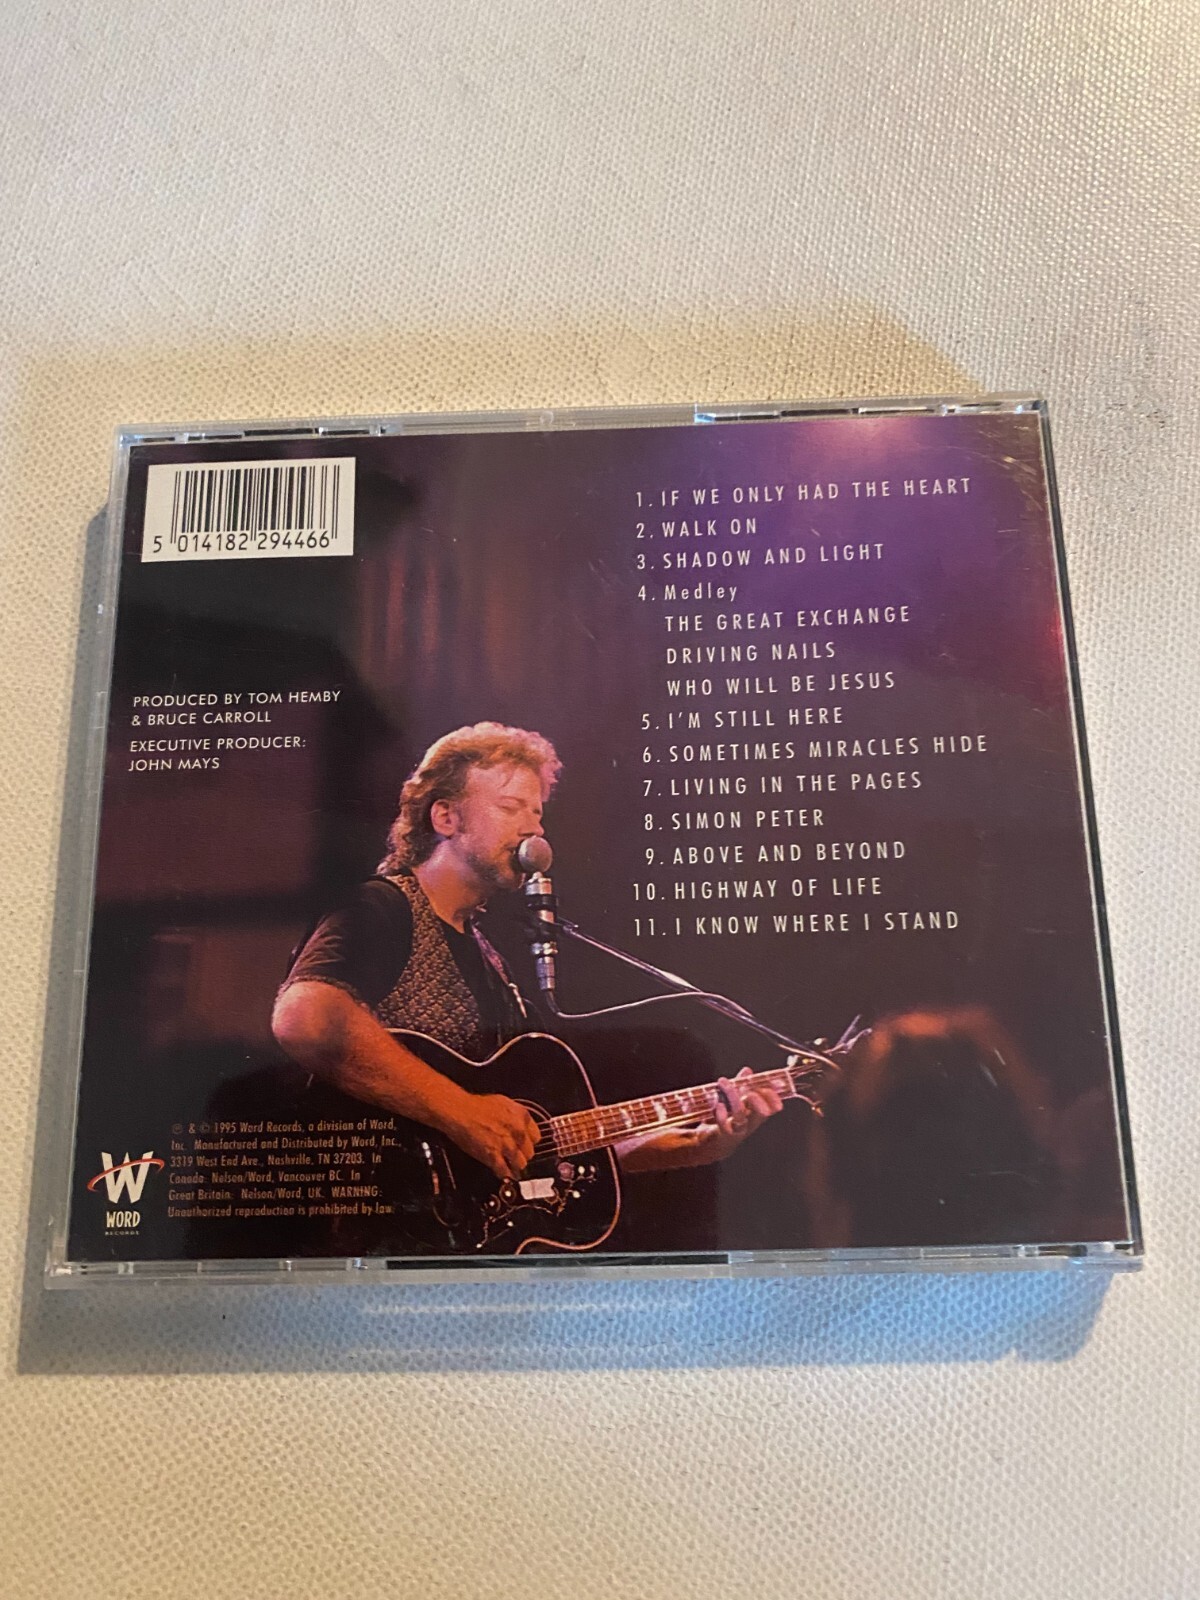 5 014182 294466
PRODUCED BY TOM HEMBY
& BRUCE CARROLL
EXECUTIVE PRODUCER:
JOHN MAYS
1. IF WE ONLY HAD THE HEART
2. WALK ON
3. SHADOW AND LIGHT
4. Medley
THE GREAT EXCHANGE
DRIVING NAILS
WHO WILL BE JESUS
5. I'M STILL HERE
6. SOMETIMES MIRACLES HIDE
7. LIVING IN THE PAGES
8. SIMON PETER
9. ABOVE AND BEYOND
10. HIGHWAY OF LIFE
11. I KNOW WHERE I STAND
℗ & © 1995 Word Records, a division of Word,
Inc. Manufactured and Distributed by Word, Inc.,
3319 West End Ave., Nashville, TN 37203. In
Canada: Nelson/Word, Vancouver BC. In
Great Britain: Nelson/Word, UK. WARNING:
Unauthorized reproduction is prohibited by law.
W
WORD
RECORDS